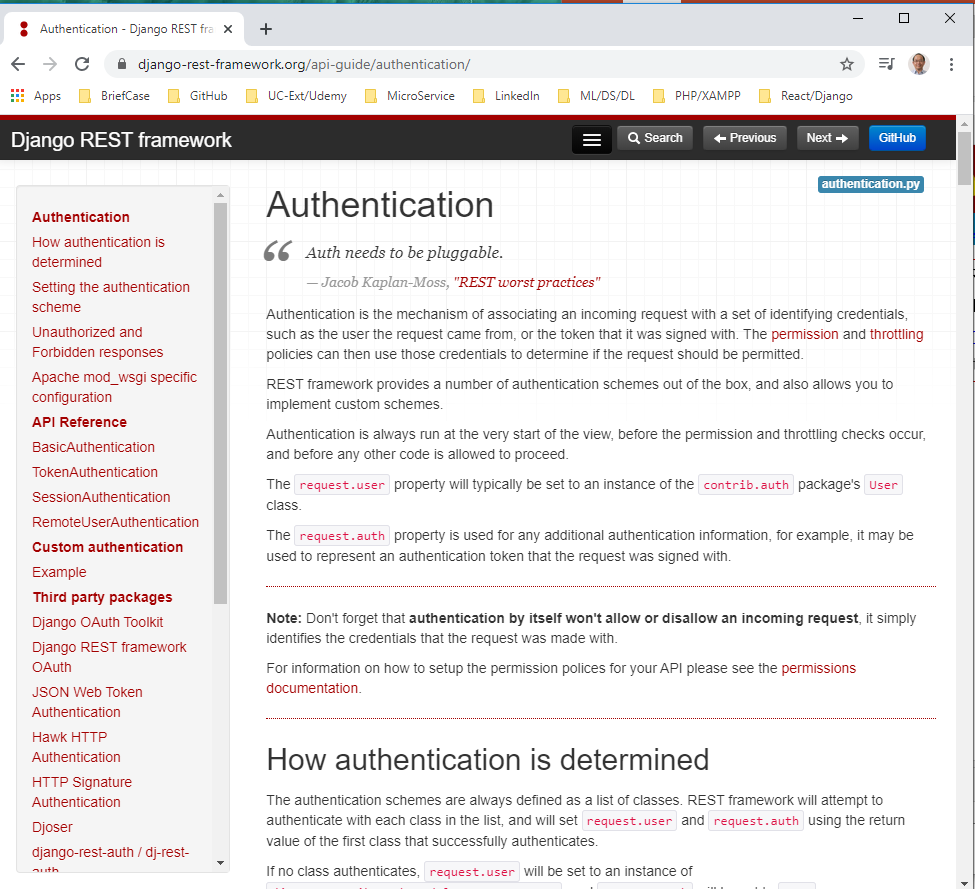 Authentication - Django REST fra
django-rest-framework.org/api-guide/authentication/
Apps BriefCase GitHub UC-Ext/Udemy MicroService LinkedIn ML/DS/DL PHP/XAMPP React/Django
Django REST framework Search Previous Next GitHub
Authentication
How authentication is
determined
Setting the authentication
scheme
Unauthorized and
Forbidden responses
Apache mod_wsgi specific
configuration
API Reference
BasicAuthentication
TokenAuthentication
SessionAuthentication
RemoteUserAuthentication
Custom authentication
Example
Third party packages
Django OAuth Toolkit
Django REST framework
OAuth
JSON Web Token
Authentication
Hawk HTTP
Authentication
HTTP Signature
Authentication
Djoser
django-rest-auth / dj-rest-
auth
authentication.py
Authentication
“ Auth needs to be pluggable.
— Jacob Kaplan-Moss, "REST worst practices"
Authentication is the mechanism of associating an incoming request with a set of identifying credentials,
such as the user the request came from, or the token that it was signed with. The permission and throttling
policies can then use those credentials to determine if the request should be permitted.
REST framework provides a number of authentication schemes out of the box, and also allows you to
implement custom schemes.
Authentication is always run at the very start of the view, before the permission and throttling checks occur,
and before any other code is allowed to proceed.
The request.user property will typically be set to an instance of the contrib.auth package's User
class.
The request.auth property is used for any additional authentication information, for example, it may be
used to represent an authentication token that the request was signed with.
Note: Don't forget that authentication by itself won't allow or disallow an incoming request, it simply
identifies the credentials that the request was made with.
For information on how to setup the permission polices for your API please see the permissions
documentation.
How authentication is determined
The authentication schemes are always defined as a list of classes. REST framework will attempt to
authenticate with each class in the list, and will set request.user and request.auth using the return
value of the first class that successfully authenticates.
If no class authenticates, request.user will be set to an instance of